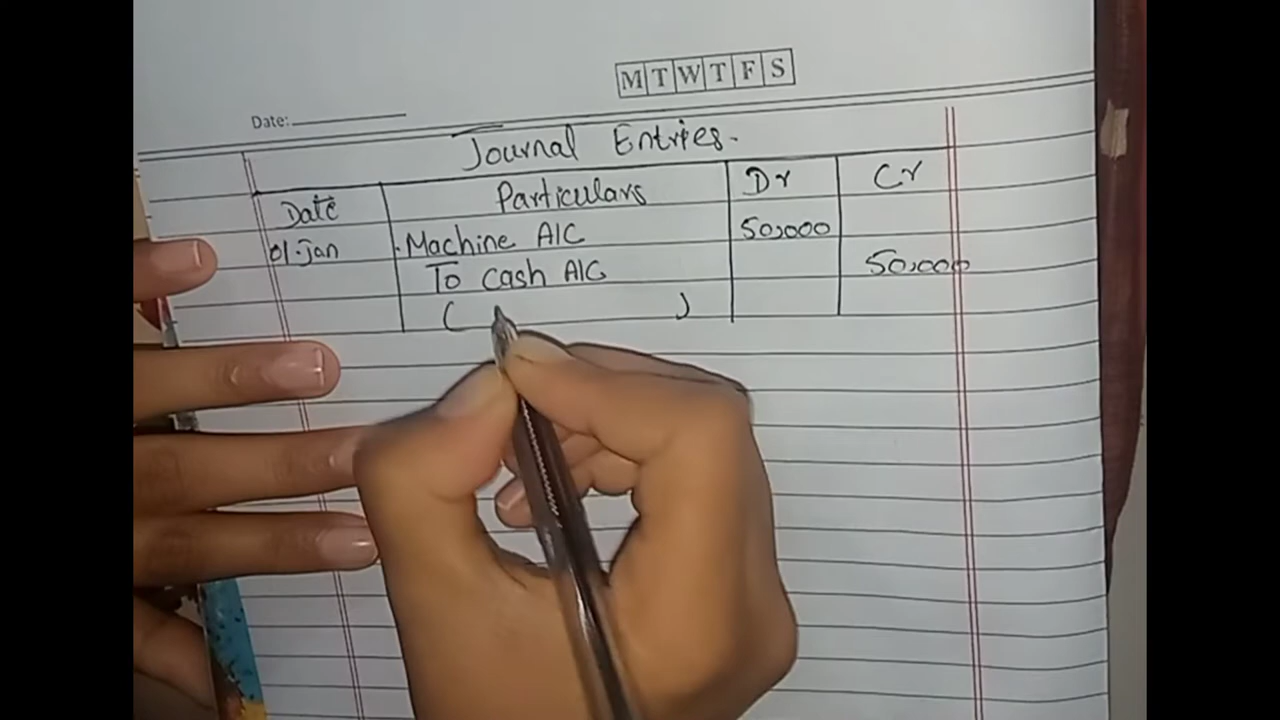 M T W T F S
Date:
Journal Entries.
Date Particulars Dr Cr
01.Jan Machine A/C 50,000
To Cash A/C 50,000
( )